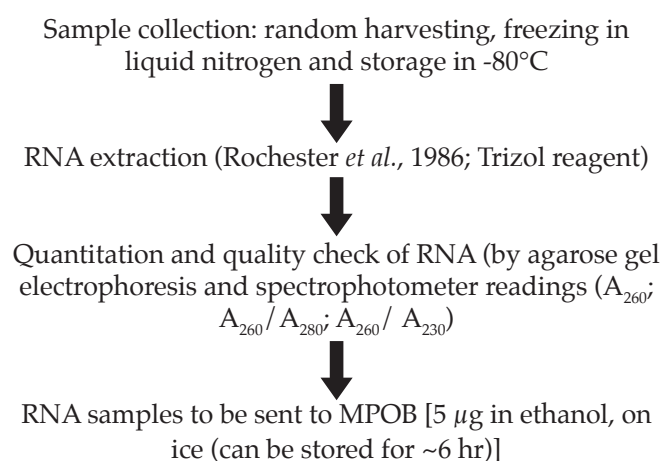 Sample collection: random harvesting, freezing in
liquid nitrogen and storage in -80°C
RNA extraction (Rochester et al., 1986; Trizol reagent)
Quantitation and quality check of RNA (by agarose gel
electrophoresis and spectrophotometer readings (A260;
A260/A280; A260/ A230)
RNA samples to be sent to MPOB [5 µg in ethanol, on
ice (can be stored for ~6 hr)]